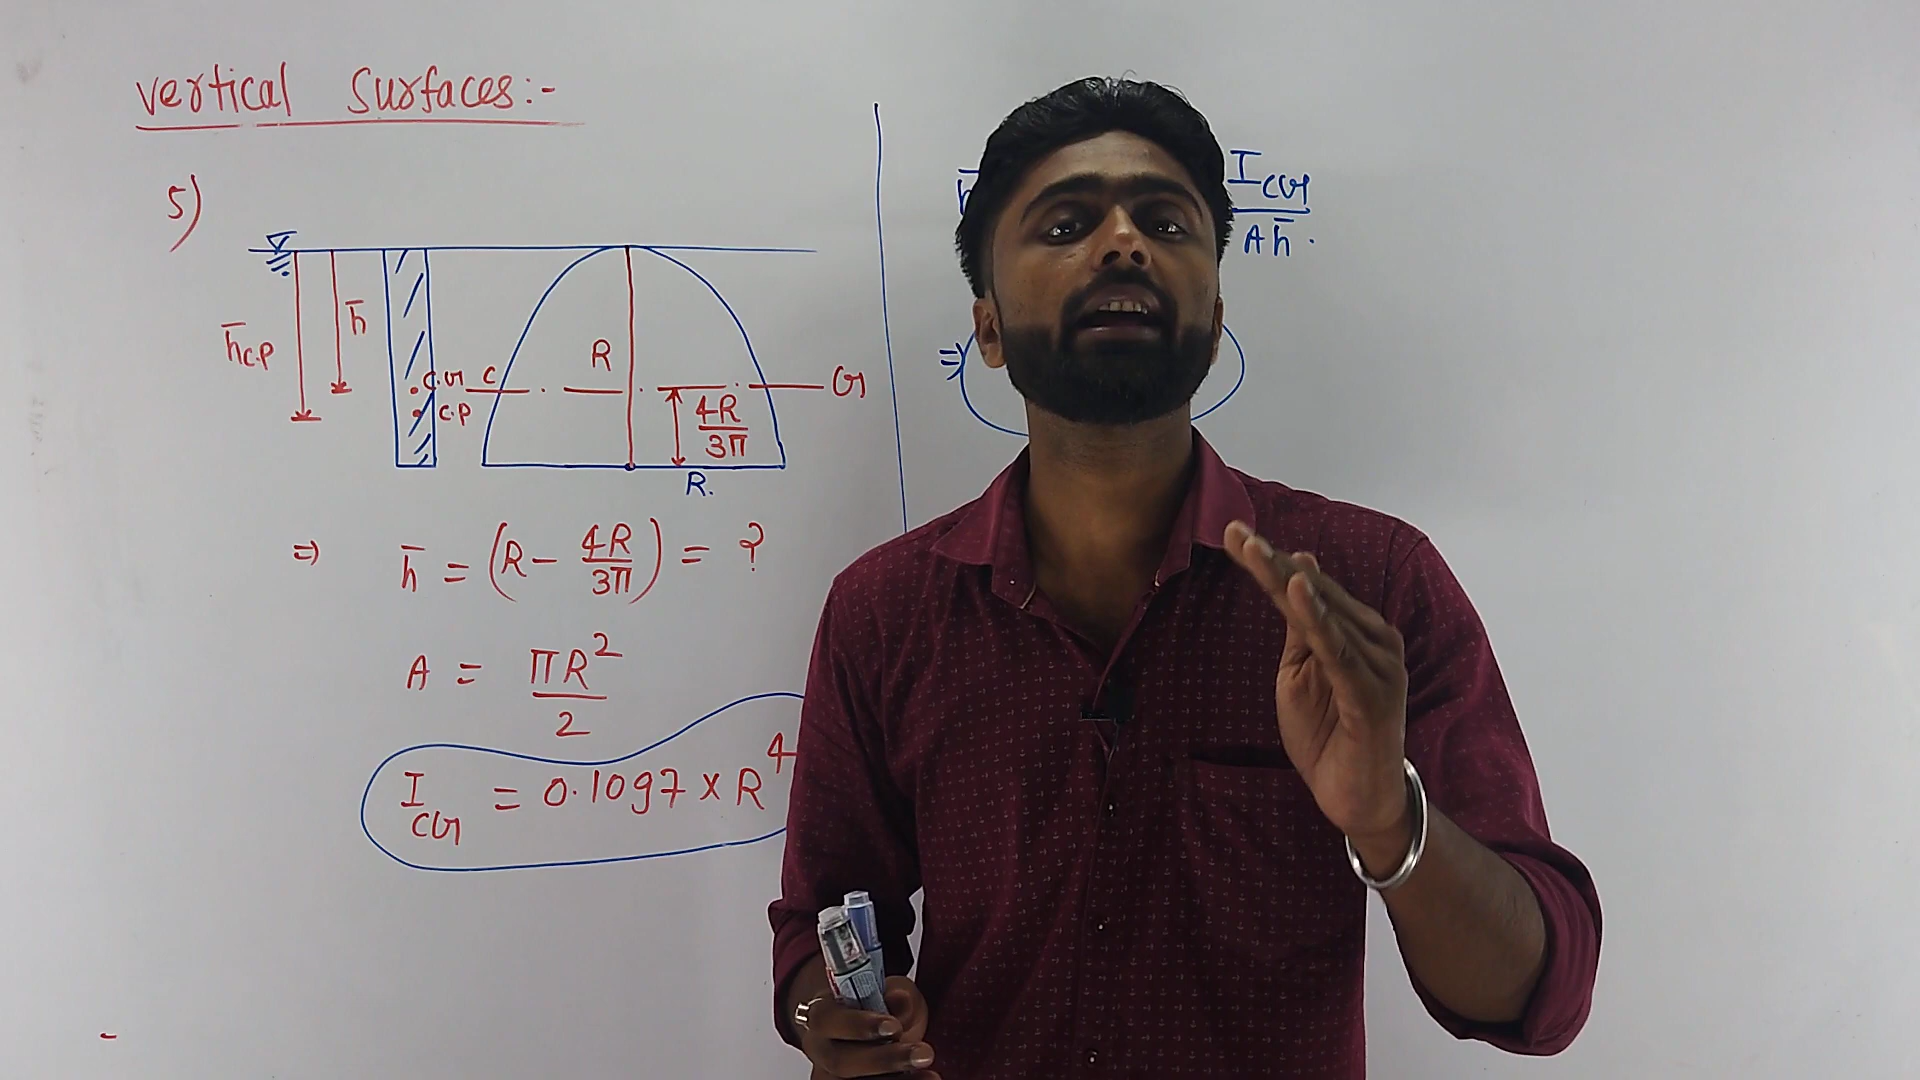 Vertical Surfaces:-
5)
h̄c.p
h̄
C.G
C.P
C
R
G
4R/3π
R.
⇒ h̄ = (R - 4R/3π) = ?
A = πR²/2
I_CG = 0.1097 × R⁴
I_CG/Ah̄ .
⇒